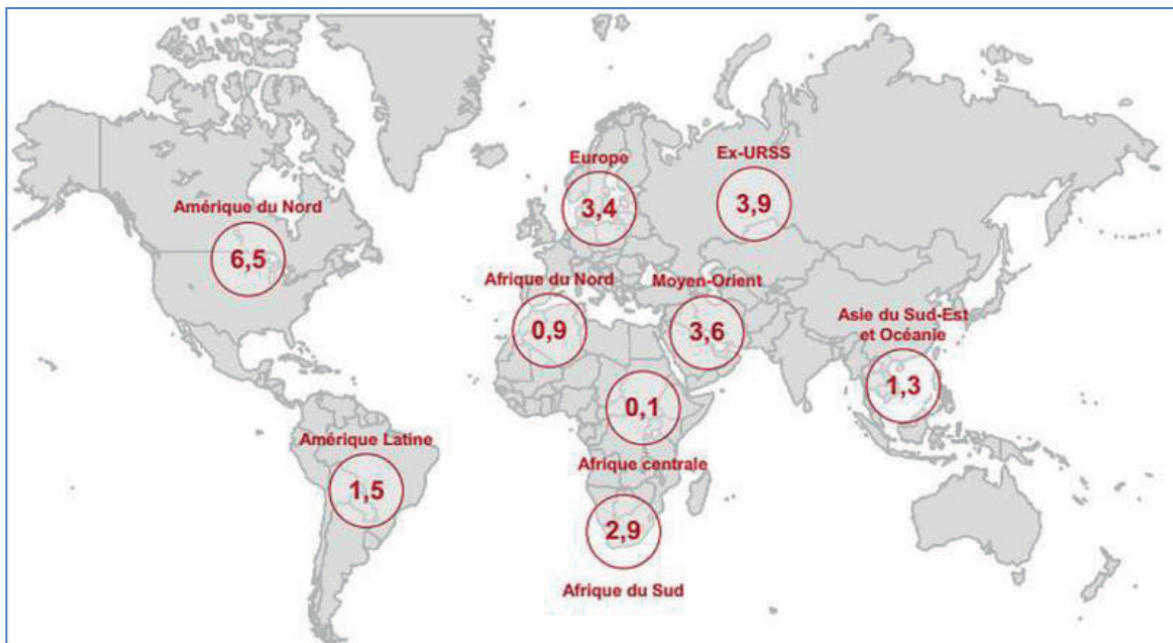 Europe
3,4
Ex-URSS
3,9
Amérique du Nord
6,5
Afrique du Nord
0,9
Moyen-Orient
3,6
Asie du Sud-Est
et Océanie
1,3
0,1
Afrique centrale
Amérique Latine
1,5
2,9
Afrique du Sud